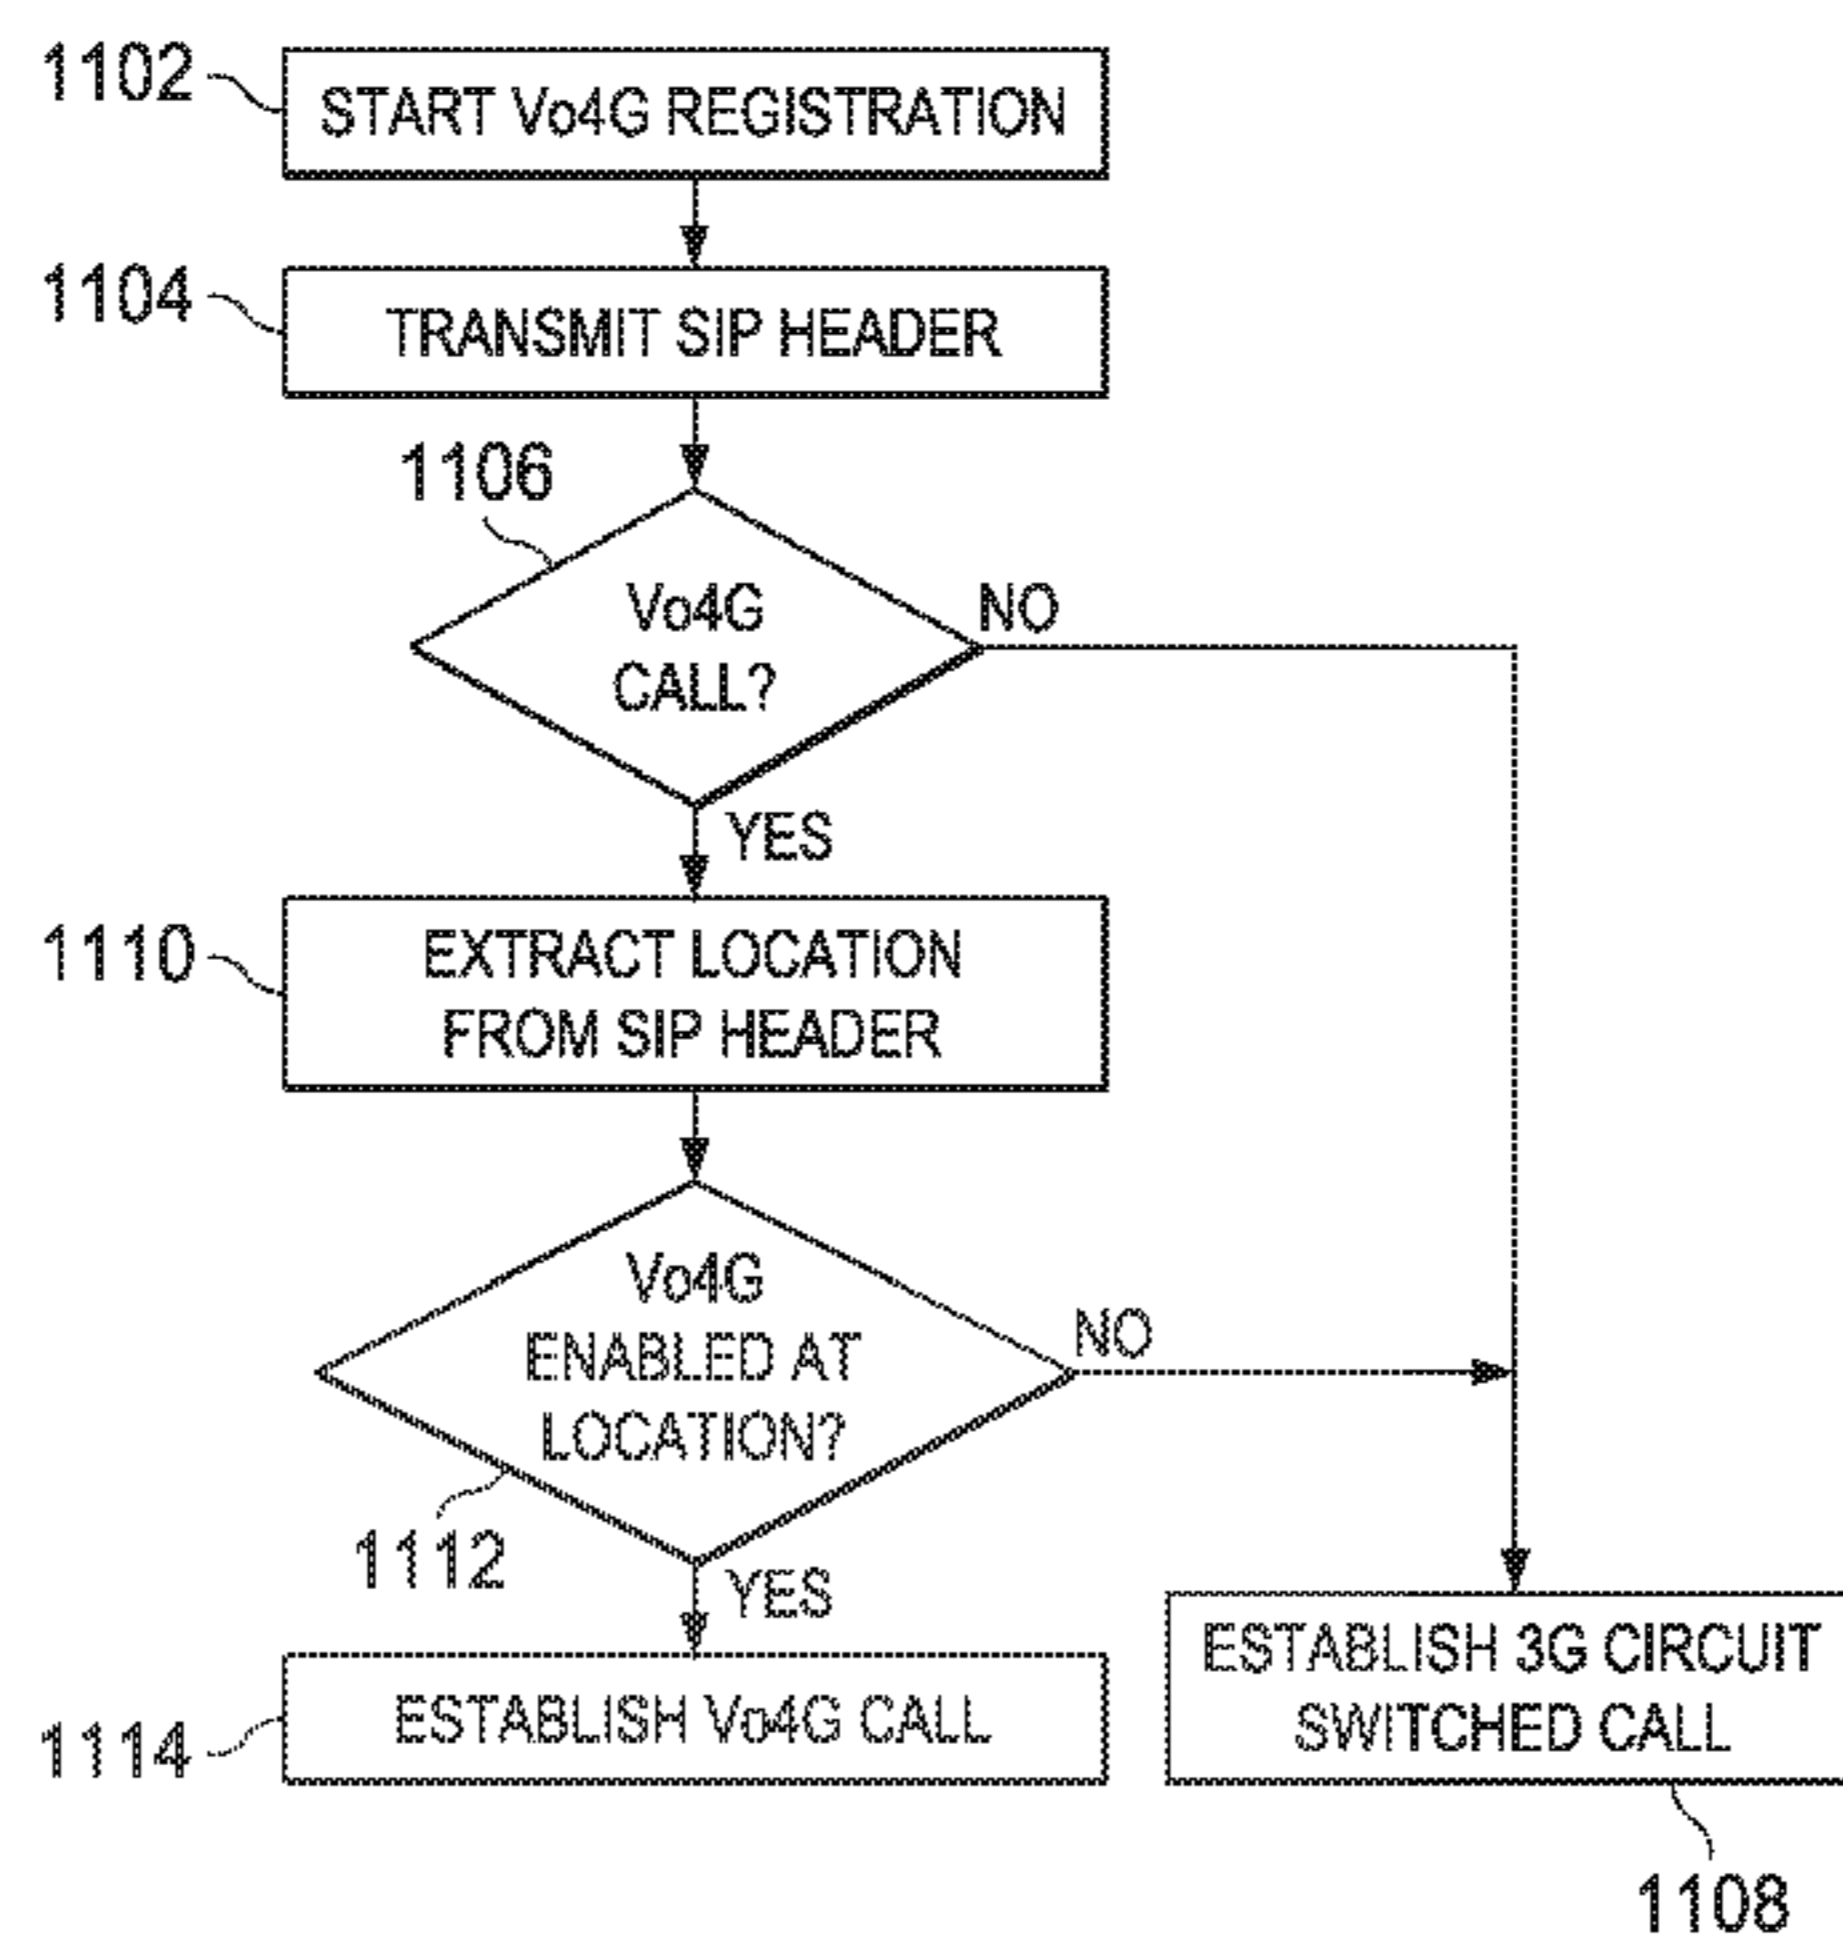 1102
START Vo4G REGISTRATION
1104
TRANSMIT SIP HEADER
1106
Vo4G
CALL?
NO
YES
1110
EXTRACT LOCATION
FROM SIP HEADER
Vo4G
ENABLED AT
LOCATION?
NO
1112
YES
1114
ESTABLISH Vo4G CALL
ESTABLISH 3G CIRCUIT
SWITCHED CALL
1108